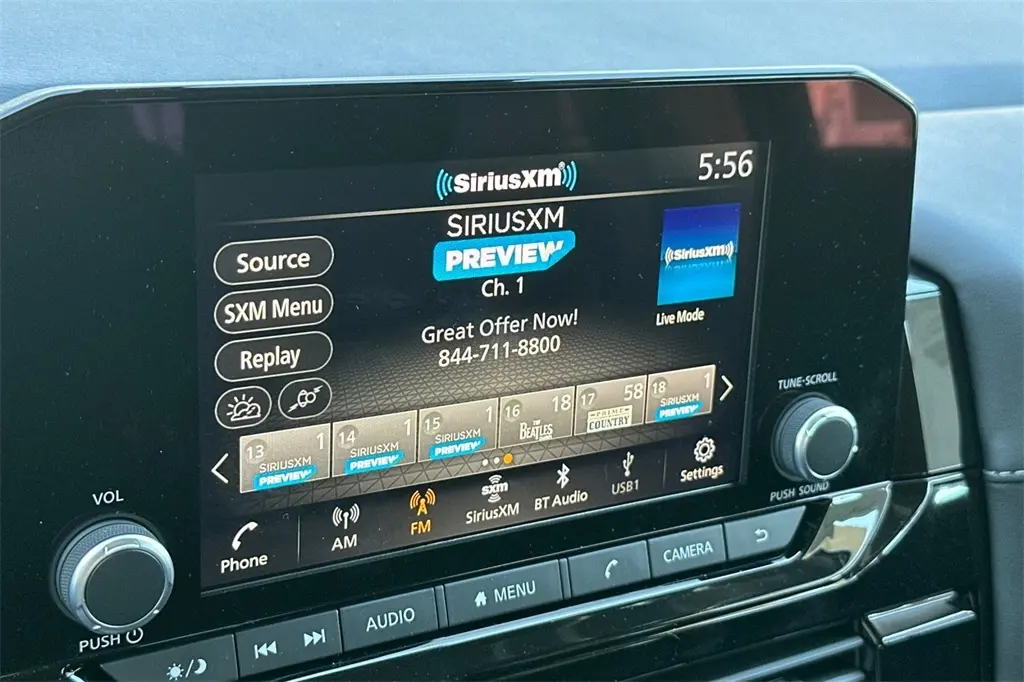 SiriusXM®
5:56
SIRIUSXM
PREVIEW
Ch. 1
Source
SXM Menu
Replay
Great Offer Now!
844-711-8800
SiriusXM
Live Mode
13 1
SIRIUSXM
PREVIEW
14 1
SIRIUSXM
PREVIEW
15 1
SIRIUSXM
PREVIEW
16 18
THE
BEATLES
17 58
PRIME
COUNTRY
18 1
SIRIUSXM
PREVIEW
Phone
AM
FM
sxm
SiriusXM
BT Audio
USB1
Settings
VOL
PUSH
TUNE·SCROLL
PUSH SOUND
AUDIO
MENU
CAMERA